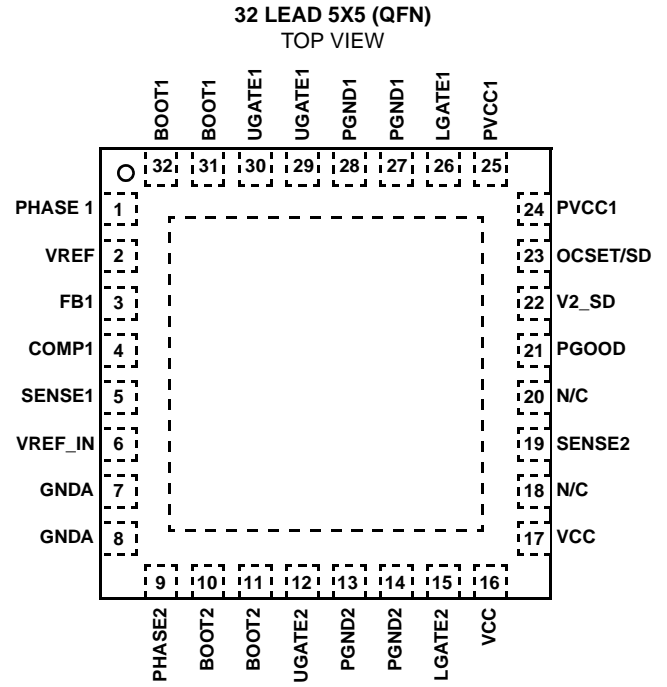 32 LEAD 5X5 (QFN)
TOP VIEW
BOOT1
BOOT1
UGATE1
UGATE1
PGND1
PGND1
LGATE1
PVCC1
32 31 30 29 28 27 26 25
PHASE 1 1
VREF 2
FB1 3
COMP1 4
SENSE1 5
VREF_IN 6
GNDA 7
GNDA 8
24 PVCC1
23 OCSET/SD
22 V2_SD
21 PGOOD
20 N/C
19 SENSE2
18 N/C
17 VCC
9 10 11 12 13 14 15 16
PHASE2
BOOT2
BOOT2
UGATE2
PGND2
PGND2
LGATE2
VCC